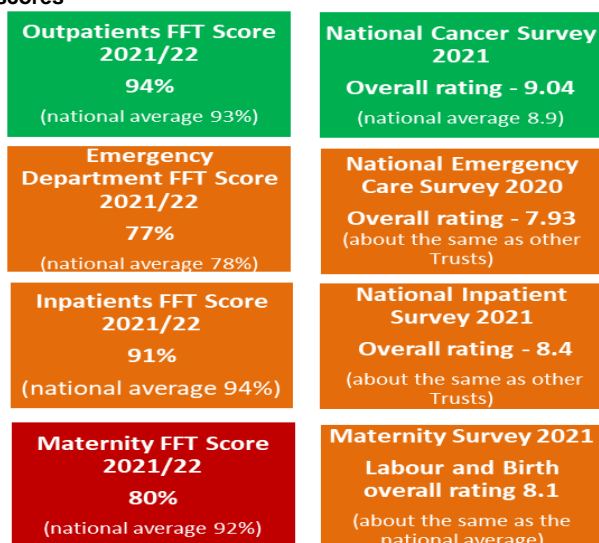 scores
Outpatients FFT Score
2021/22
94%
(national average 93%)
National Cancer Survey
2021
Overall rating - 9.04
(national average 8.9)
Emergency
Department FFT Score
2021/22
77%
(national average 78%)
National Emergency
Care Survey 2020
Overall rating - 7.93
(about the same as other
Trusts)
Inpatients FFT Score
2021/22
91%
(national average 94%)
National Inpatient
Survey 2021
Overall rating - 8.4
(about the same as other
Trusts)
Maternity FFT Score
2021/22
80%
(national average 92%)
Maternity Survey 2021
Labour and Birth
overall rating 8.1
(about the same as the
national average)